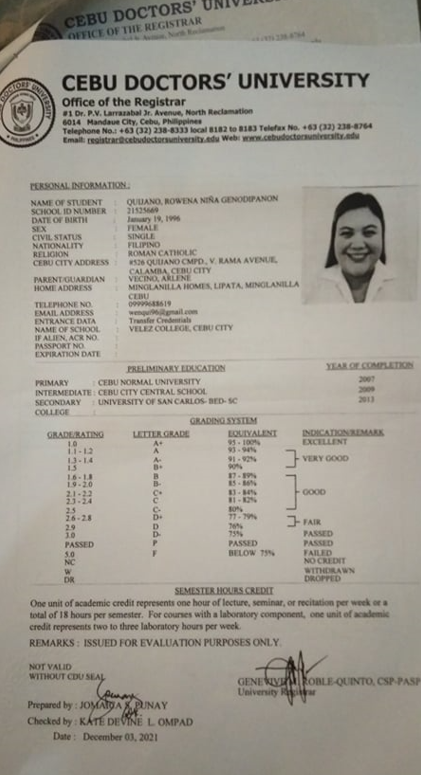 CEBU DOCTORS' UNIVERSITY
OFFICE OF THE REGISTRAR
CEBU DOCTORS' UNIVERSITY
Office of the Registrar
#1 Dr. P.V. Larrazabal Jr. Avenue, North Reclamation
6014 Mandaue City, Cebu, Philippines
Telephone No.: +63 (32) 238-8333 local 8182 to 8183 Telefax No. +63 (32) 238-8764
Email: registrar@cebudoctorsuniversity.edu Web: www.cebudoctorsuniversity.edu
PERSONAL INFORMATION:
NAME OF STUDENT : QUIJANO, ROWENA NIÑA GENODIPANON
SCHOOL ID NUMBER : 21525669
DATE OF BIRTH : January 19, 1996
SEX : FEMALE
CIVIL STATUS : SINGLE
NATIONALITY : FILIPINO
RELIGION : ROMAN CATHOLIC
CEBU CITY ADDRESS : #526 QUIJANO CMPD., V. RAMA AVENUE,
CALAMBA, CEBU CITY
PARENT/GUARDIAN : VECINO, ARLENE
HOME ADDRESS : MINGLANILLA HOMES, LIPATA, MINGLANILLA
CEBU
TELEPHONE NO. : 09999688619
EMAIL ADDRESS : wenqui96@gmail.com
ENTRANCE DATA : Transfer Credentials
NAME OF SCHOOL : VELEZ COLLEGE, CEBU CITY
IF ALIEN, ACR NO. :
PASSPORT NO. :
EXPIRATION DATE :
PRELIMINARY EDUCATION YEAR OF COMPLETION
PRIMARY : CEBU NORMAL UNIVERSITY 2007
INTERMEDIATE : CEBU CITY CENTRAL SCHOOL 2009
SECONDARY : UNIVERSITY OF SAN CARLOS- BED- SC 2013
COLLEGE :
GRADING SYSTEM
GRADE/RATING LETTER GRADE EQUIVALENT INDICATION/REMARK
1.0 A+ 95 - 100% EXCELLENT
1.1 - 1.2 A 93 - 94%
1.3 - 1.4 A- 91 - 92% VERY GOOD
1.5 B+ 90%
1.6 - 1.8 B 87 - 89%
1.9 - 2.0 B- 85 - 86%
2.1 - 2.2 C+ 83 - 84% GOOD
2.3 - 2.4 C 81 - 82%
2.5 C- 80%
2.6 - 2.8 D+ 77 - 79% FAIR
2.9 D 76% PASSED
3.0 D- 75% PASSED
PASSED P PASSED PASSED
5.0 F BELOW 75% FAILED
NC NO CREDIT
W WITHDRAWN
DR DROPPED
SEMESTER HOURS CREDIT
One unit of academic credit represents one hour of lecture, seminar, or recitation per week or a
total of 18 hours per semester. For courses with a laboratory component, one unit of academic
credit represents two to three laboratory hours per week.
REMARKS : ISSUED FOR EVALUATION PURPOSES ONLY.
NOT VALID
WITHOUT CDU SEAL
ROBLE-QUINTO, CSP-PASP
University Registrar
Prepared by : PUNAY
Checked by : KATE DEVINE L. OMPAD
Date : December 03, 2021